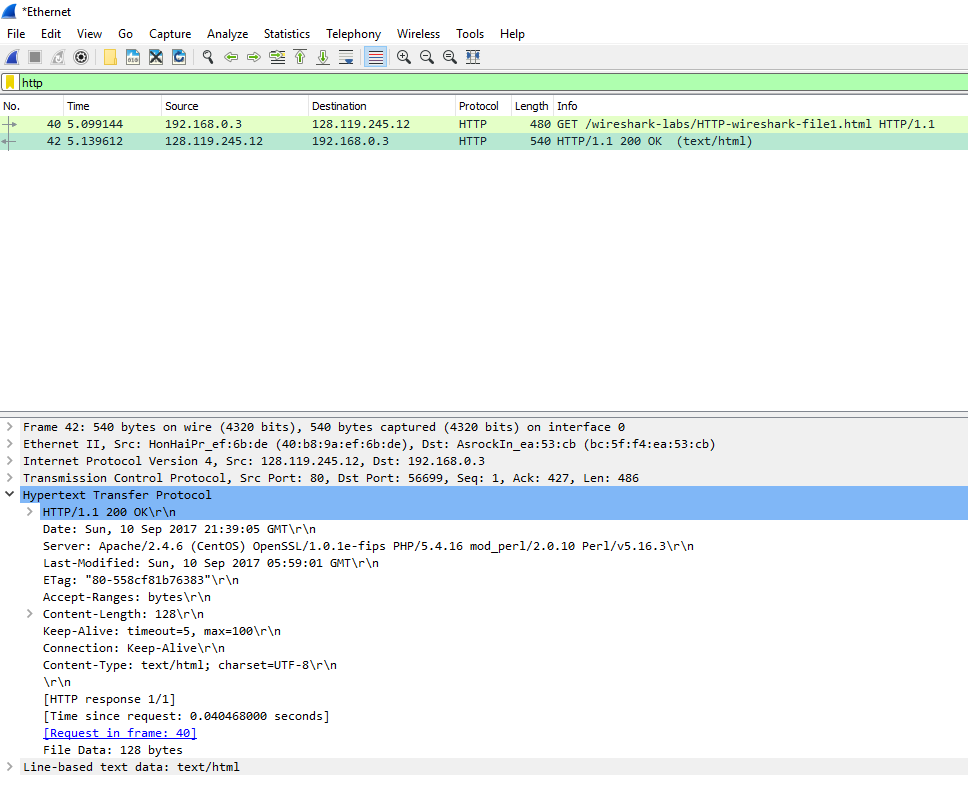 *Ethernet
File Edit View Go Capture Analyze Statistics Telephony Wireless Tools Help
http
No. Time Source Destination Protocol Length Info
40 5.099144 192.168.0.3 128.119.245.12 HTTP 480 GET /wireshark-labs/HTTP-wireshark-file1.html HTTP/1.1
42 5.139612 128.119.245.12 192.168.0.3 HTTP 540 HTTP/1.1 200 OK (text/html)
Frame 42: 540 bytes on wire (4320 bits), 540 bytes captured (4320 bits) on interface 0
Ethernet II, Src: HonHaiPr_ef:6b:de (40:b8:9a:ef:6b:de), Dst: AsrockIn_ea:53:cb (bc:5f:f4:ea:53:cb)
Internet Protocol Version 4, Src: 128.119.245.12, Dst: 192.168.0.3
Transmission Control Protocol, Src Port: 80, Dst Port: 56699, Seq: 1, Ack: 427, Len: 486
Hypertext Transfer Protocol
HTTP/1.1 200 OK\r\n
Date: Sun, 10 Sep 2017 21:39:05 GMT\r\n
Server: Apache/2.4.6 (CentOS) OpenSSL/1.0.1e-fips PHP/5.4.16 mod_perl/2.0.10 Perl/v5.16.3\r\n
Last-Modified: Sun, 10 Sep 2017 05:59:01 GMT\r\n
ETag: "80-558cf81b76383"\r\n
Accept-Ranges: bytes\r\n
Content-Length: 128\r\n
Keep-Alive: timeout=5, max=100\r\n
Connection: Keep-Alive\r\n
Content-Type: text/html; charset=UTF-8\r\n
\r\n
[HTTP response 1/1]
[Time since request: 0.040468000 seconds]
[Request in frame: 40]
File Data: 128 bytes
Line-based text data: text/html